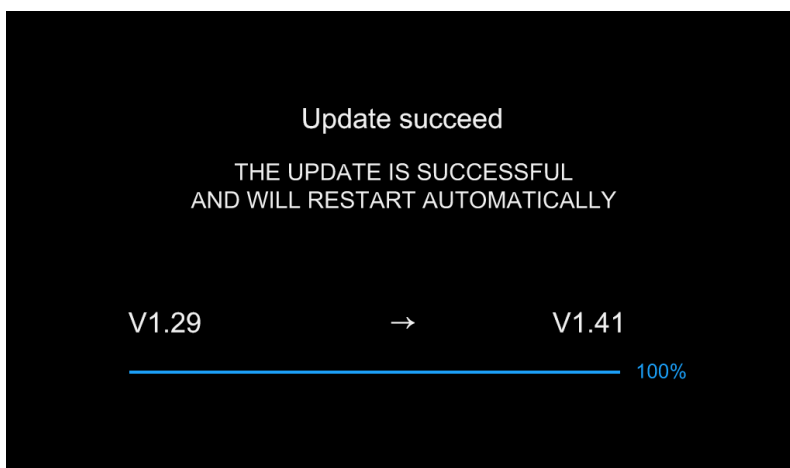 Update succeed
THE UPDATE IS SUCCESSFUL
AND WILL RESTART AUTOMATICALLY
V1.29 → V1.41
100%